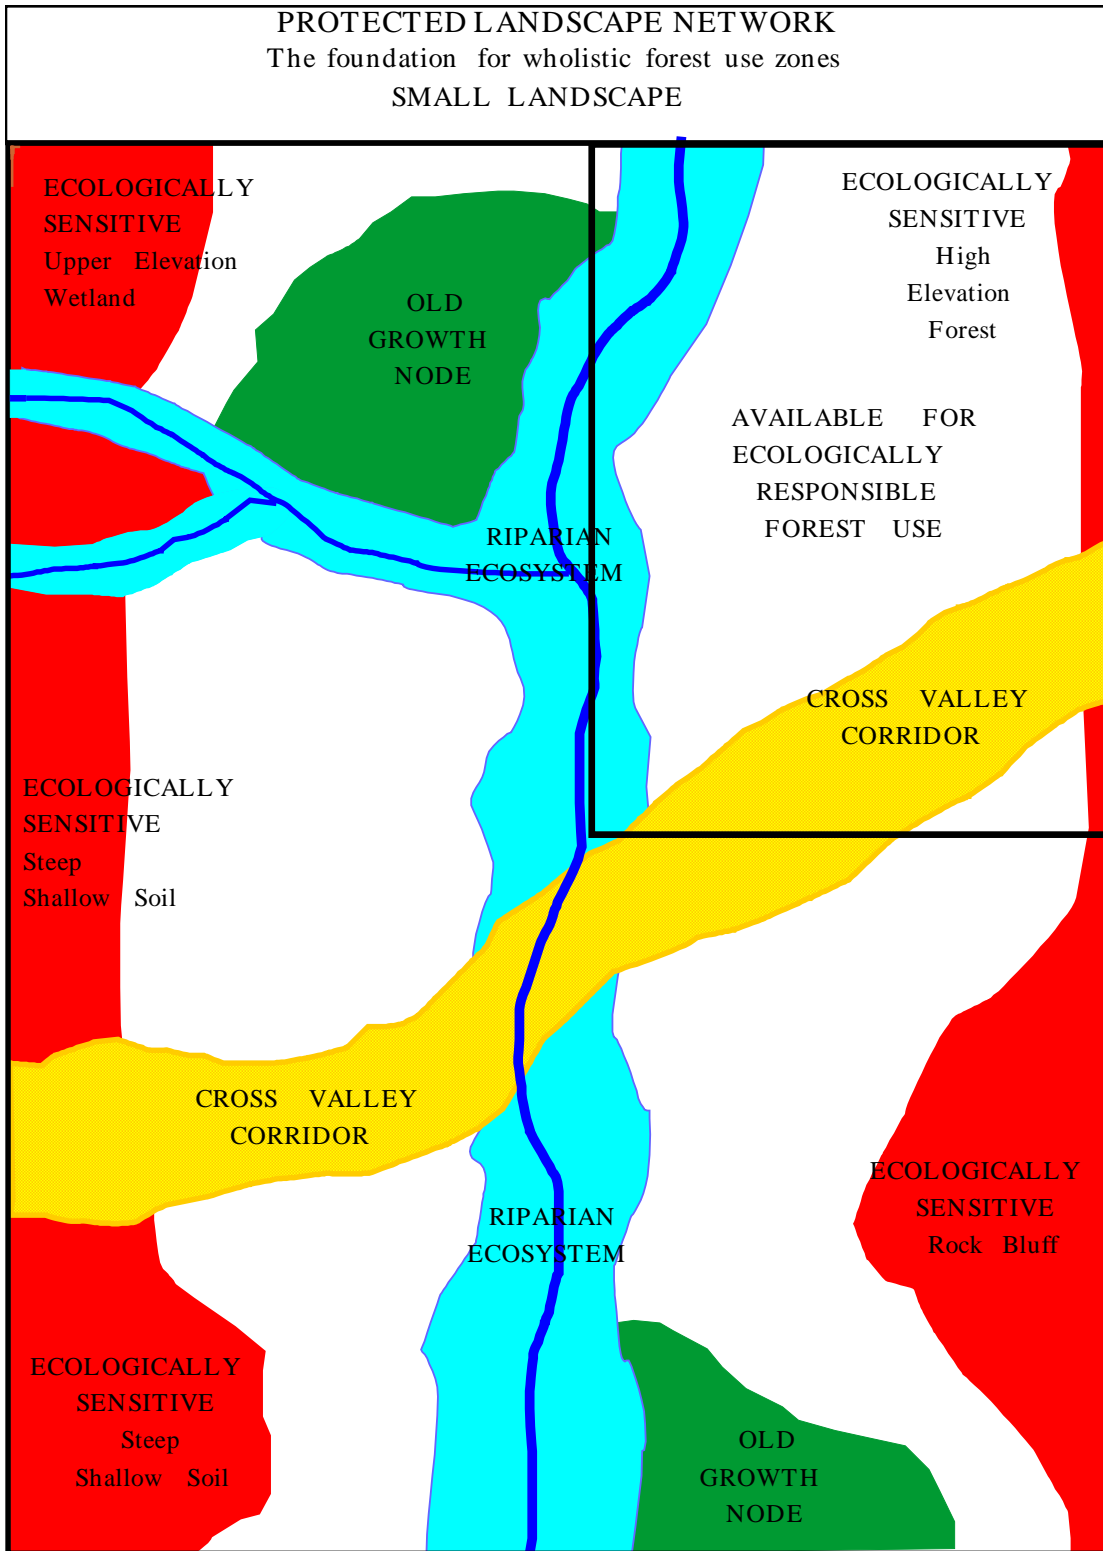 PROTECTED LANDSCAPE NETWORK
The foundation for wholistic forest use zones
SMALL LANDSCAPE
ECOLOGICALLY
SENSITIVE
Upper Elevation
Wetland
OLD
GROWTH
NODE
ECOLOGICALLY
SENSITIVE
High
Elevation
Forest
AVAILABLE FOR
ECOLOGICALLY
RESPONSIBLE
FOREST USE
RIPARIAN
ECOSYSTEM
CROSS VALLEY
CORRIDOR
ECOLOGICALLY
SENSITIVE
Steep
Shallow Soil
CROSS VALLEY
CORRIDOR
ECOLOGICALLY
SENSITIVE
Rock Bluff
RIPARIAN
ECOSYSTEM
ECOLOGICALLY
SENSITIVE
Steep
Shallow Soil
OLD
GROWTH
NODE